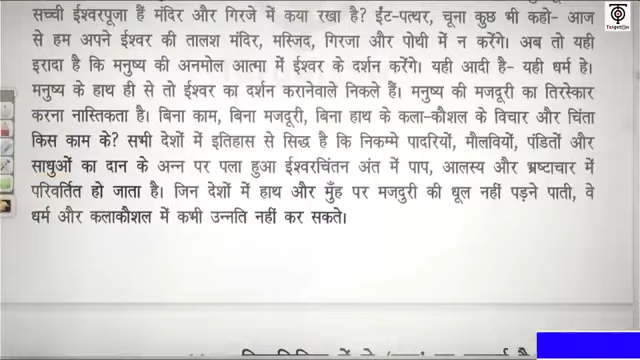 सच्ची ईश्वरपूजा हैं मंदिर और गिरजे में कया रखा है? ईंट-पत्थर, चूना कुछ भी कहो- आज
से हम अपने ईश्वर की तालश मंदिर, मस्जिद, गिरजा और पोथी में न करेंगे। अब तो यही
इरादा है कि मनुष्य की अनमोल आत्मा में ईश्वर के दर्शन करेंगे। यही आदी है- यही धर्म हे।
मनुष्य के हाथ ही से तो ईश्वर का दर्शन करानेवाले निकले हैं। मनुष्य की मजदूरी का तिरस्कार
करना नास्तिकता है। बिना काम, बिना मजदूरी, बिना हाथ के कला-कौशल के विचार और चिंता
किस काम के? सभी देशों में इतिहास से सिद्ध है कि निकम्मे पादरियों, मौलवियों, पंडितों और
साधुओं का दान के अन्न पर पला हुआ ईश्वरचिंतन अंत में पाप, आलस्य और भ्रष्टाचार में
परिवर्तित हो जाता है। जिन देशों में हाथ और मुँह पर मजदुरी की धूल नहीं पड़ने पाती, वे
धर्म और कलाकौशल में कभी उन्नति नहीं कर सकते।